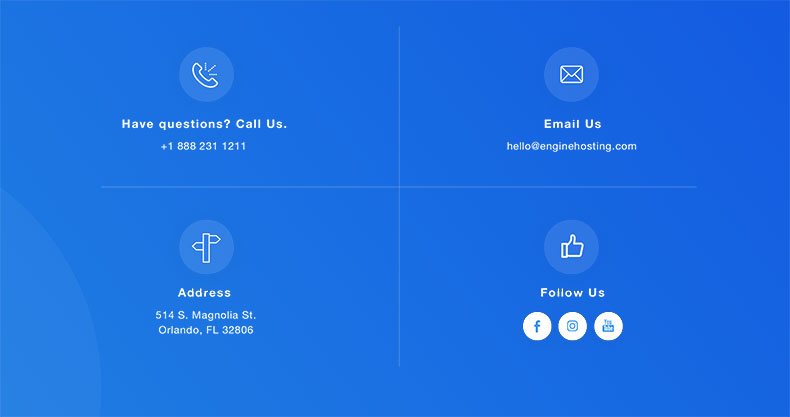 Have questions? Call Us.
+1 888 231 1211
Email Us
hello@enginehosting.com
Address
514 S. Magnolia St.
Orlando, FL 32806
Follow Us
You
Tube